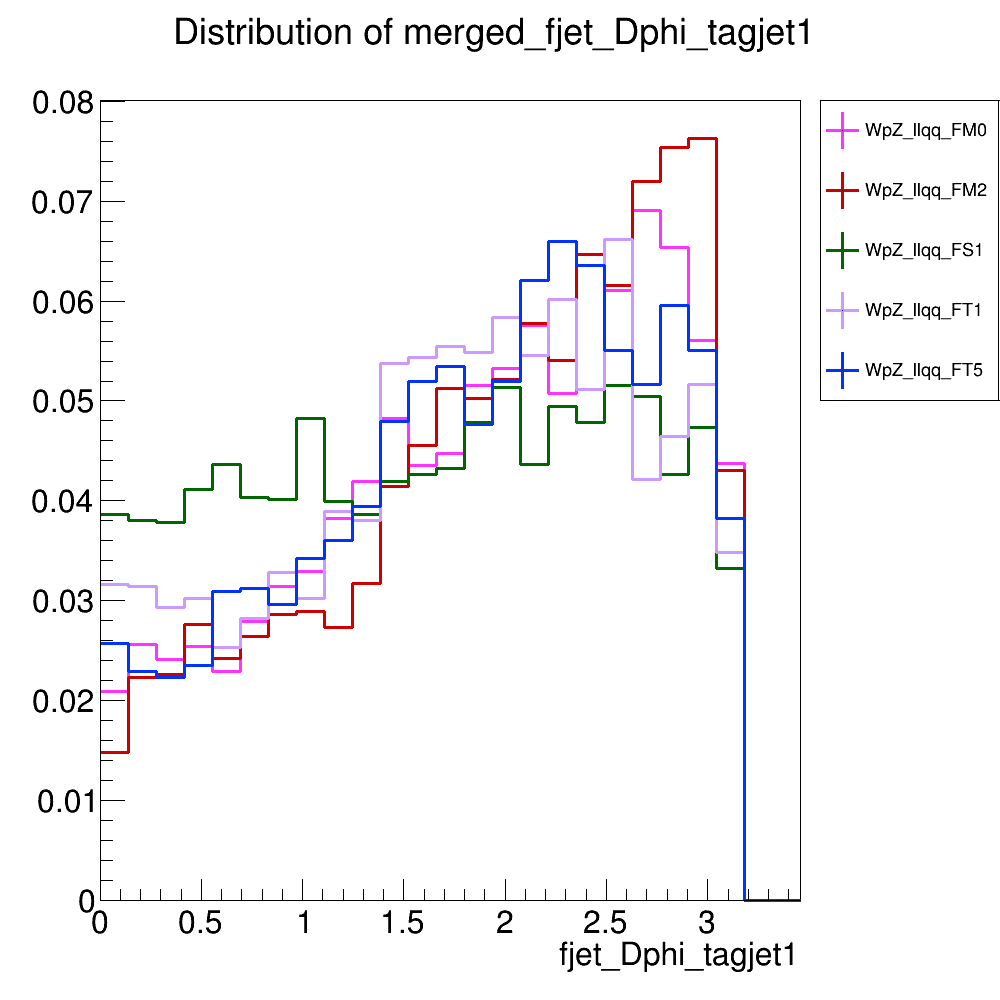 Distribution of merged_fjet_Dphi_tagjet1
0.08
0.07
0.06
0.05
0.04
0.03
0.02
0.01
0
0 0.5 1 1.5 2 2.5 3
fjet_Dphi_tagjet1
WpZ_llqq_FM0
WpZ_llqq_FM2
WpZ_llqq_FS1
WpZ_llqq_FT1
WpZ_llqq_FT5